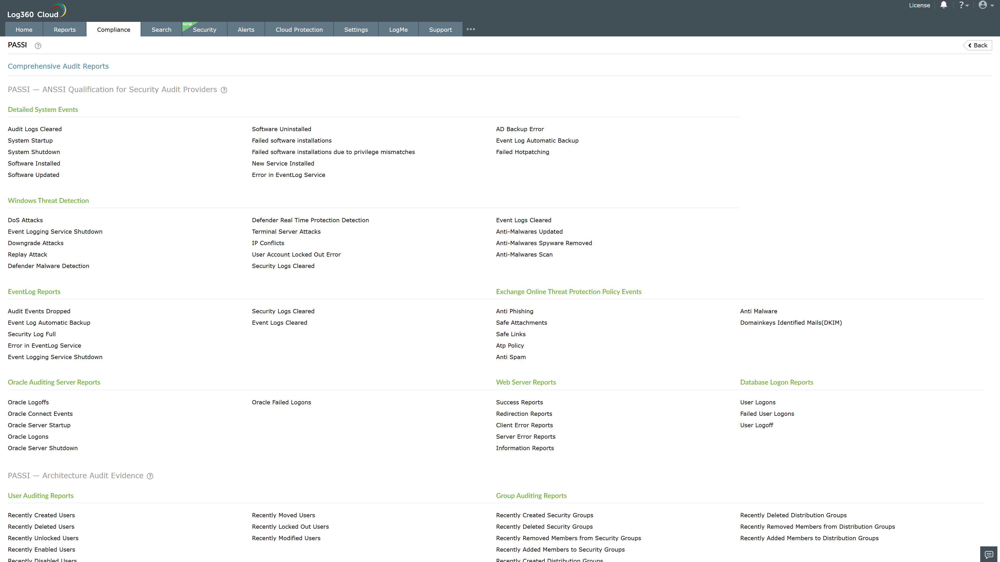 License
Log360 Cloud
Home
Reports
Compliance
Search
NEW
Security
Alerts
Cloud Protection
Settings
LogMe
Support
PASSI
Back
Comprehensive Audit Reports
PASSI — ANSSI Qualification for Security Audit Providers
Detailed System Events
Audit Logs Cleared
System Startup
System Shutdown
Software Installed
Software Updated
Software Uninstalled
Failed software installations
Failed software installations due to privilege mismatches
New Service Installed
Error in EventLog Service
AD Backup Error
Event Log Automatic Backup
Failed Hotpatching
Windows Threat Detection
DoS Attacks
Event Logging Service Shutdown
Downgrade Attacks
Replay Attack
Defender Malware Detection
Defender Real Time Protection Detection
Terminal Server Attacks
IP Conflicts
User Account Locked Out Error
Security Logs Cleared
Event Logs Cleared
Anti-Malwares Updated
Anti-Malwares Spyware Removed
Anti-Malwares Scan
EventLog Reports
Audit Events Dropped
Event Log Automatic Backup
Security Log Full
Error in EventLog Service
Event Logging Service Shutdown
Security Logs Cleared
Event Logs Cleared
Exchange Online Threat Protection Policy Events
Anti Phishing
Safe Attachments
Safe Links
Atp Policy
Anti Spam
Anti Malware
Domainkeys Identified Mails(DKIM)
Oracle Auditing Server Reports
Oracle Logoffs
Oracle Connect Events
Oracle Server Startup
Oracle Logons
Oracle Server Shutdown
Oracle Failed Logons
Web Server Reports
Success Reports
Redirection Reports
Client Error Reports
Server Error Reports
Information Reports
Database Logon Reports
User Logons
Failed User Logons
User Logoff
PASSI — Architecture Audit Evidence
User Auditing Reports
Recently Created Users
Recently Deleted Users
Recently Unlocked Users
Recently Enabled Users
Recently Disabled Users
Recently Moved Users
Recently Locked Out Users
Recently Modified Users
Group Auditing Reports
Recently Created Security Groups
Recently Deleted Security Groups
Recently Removed Members from Security Groups
Recently Added Members to Security Groups
Recently Created Distribution Groups
Recently Deleted Distribution Groups
Recently Removed Members from Distribution Groups
Recently Added Members to Distribution Groups